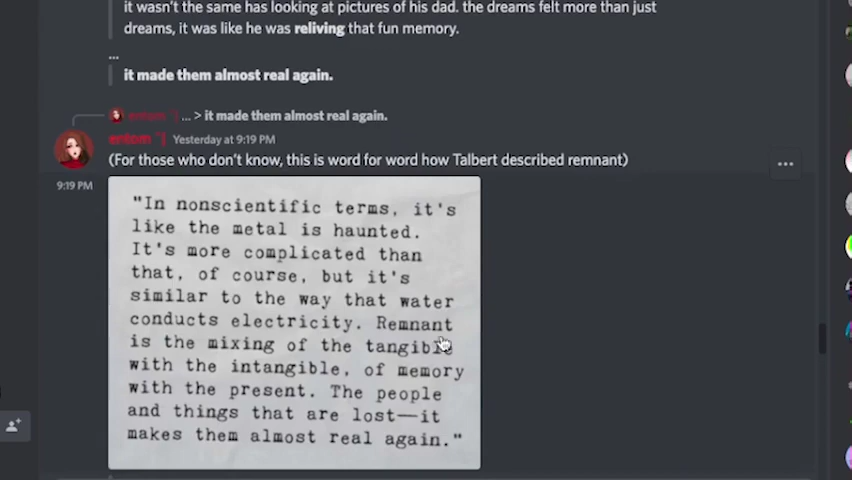 it wasn't the same has looking at pictures of his dad. the dreams felt more than just
dreams, it was like he was reliving that fun memory.
...
it made them almost real again.
... > it made them almost real again.
Yesterday at 9:19 PM
(For those who don't know, this is word for word how Talbert described remnant)
9:19 PM
"In nonscientific terms, it's
like the metal is haunted.
It's more complicated than
that, of course, but it's
similar to the way that water
conducts electricity. Remnant
is the mixing of the tangible
with the intangible, of memory
with the present. The people
and things that are lost—it
makes them almost real again."